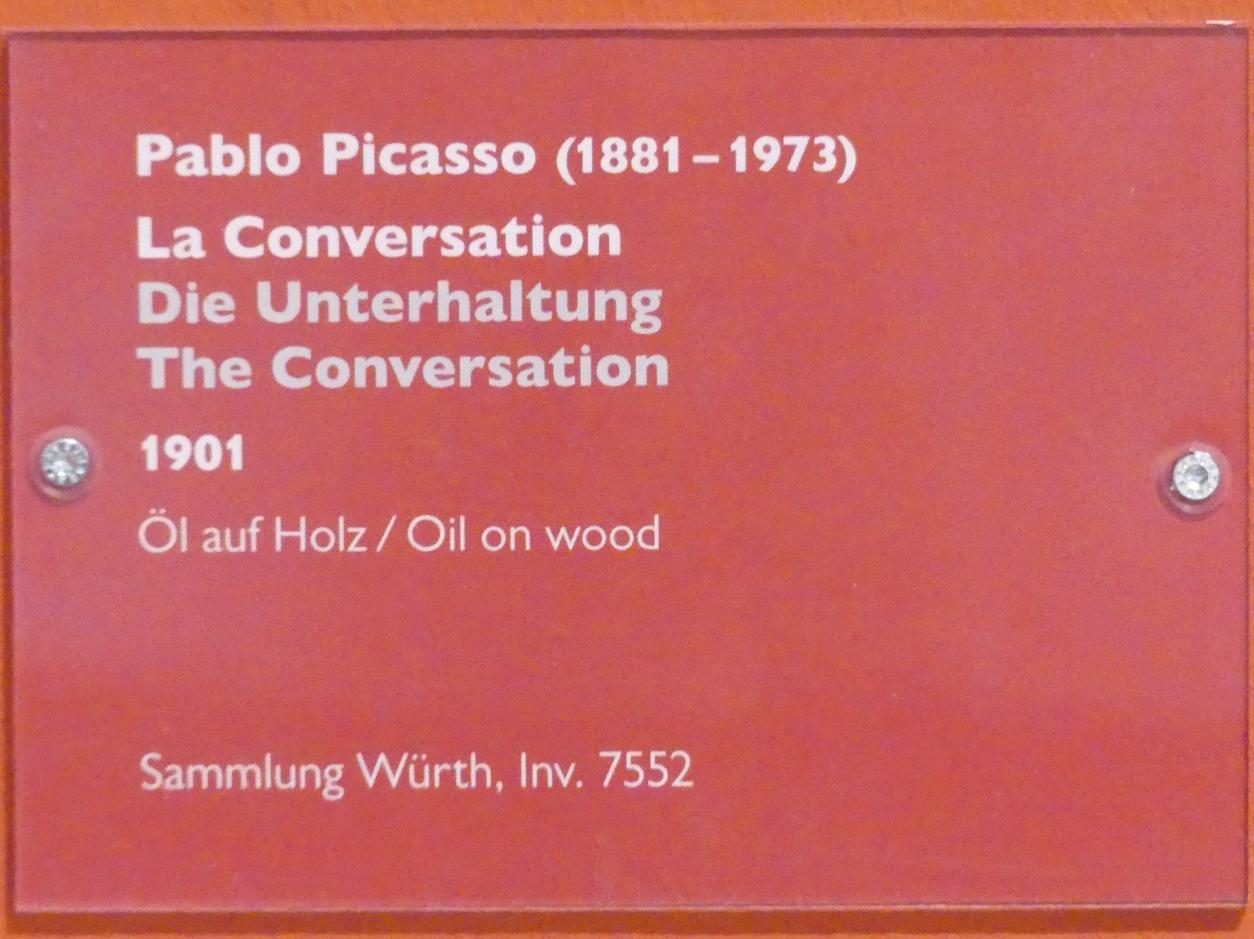 Pablo Picasso (1881–1973)
La Conversation
Die Unterhaltung
The Conversation
1901
Öl auf Holz / Oil on wood
Sammlung Würth, Inv. 7552